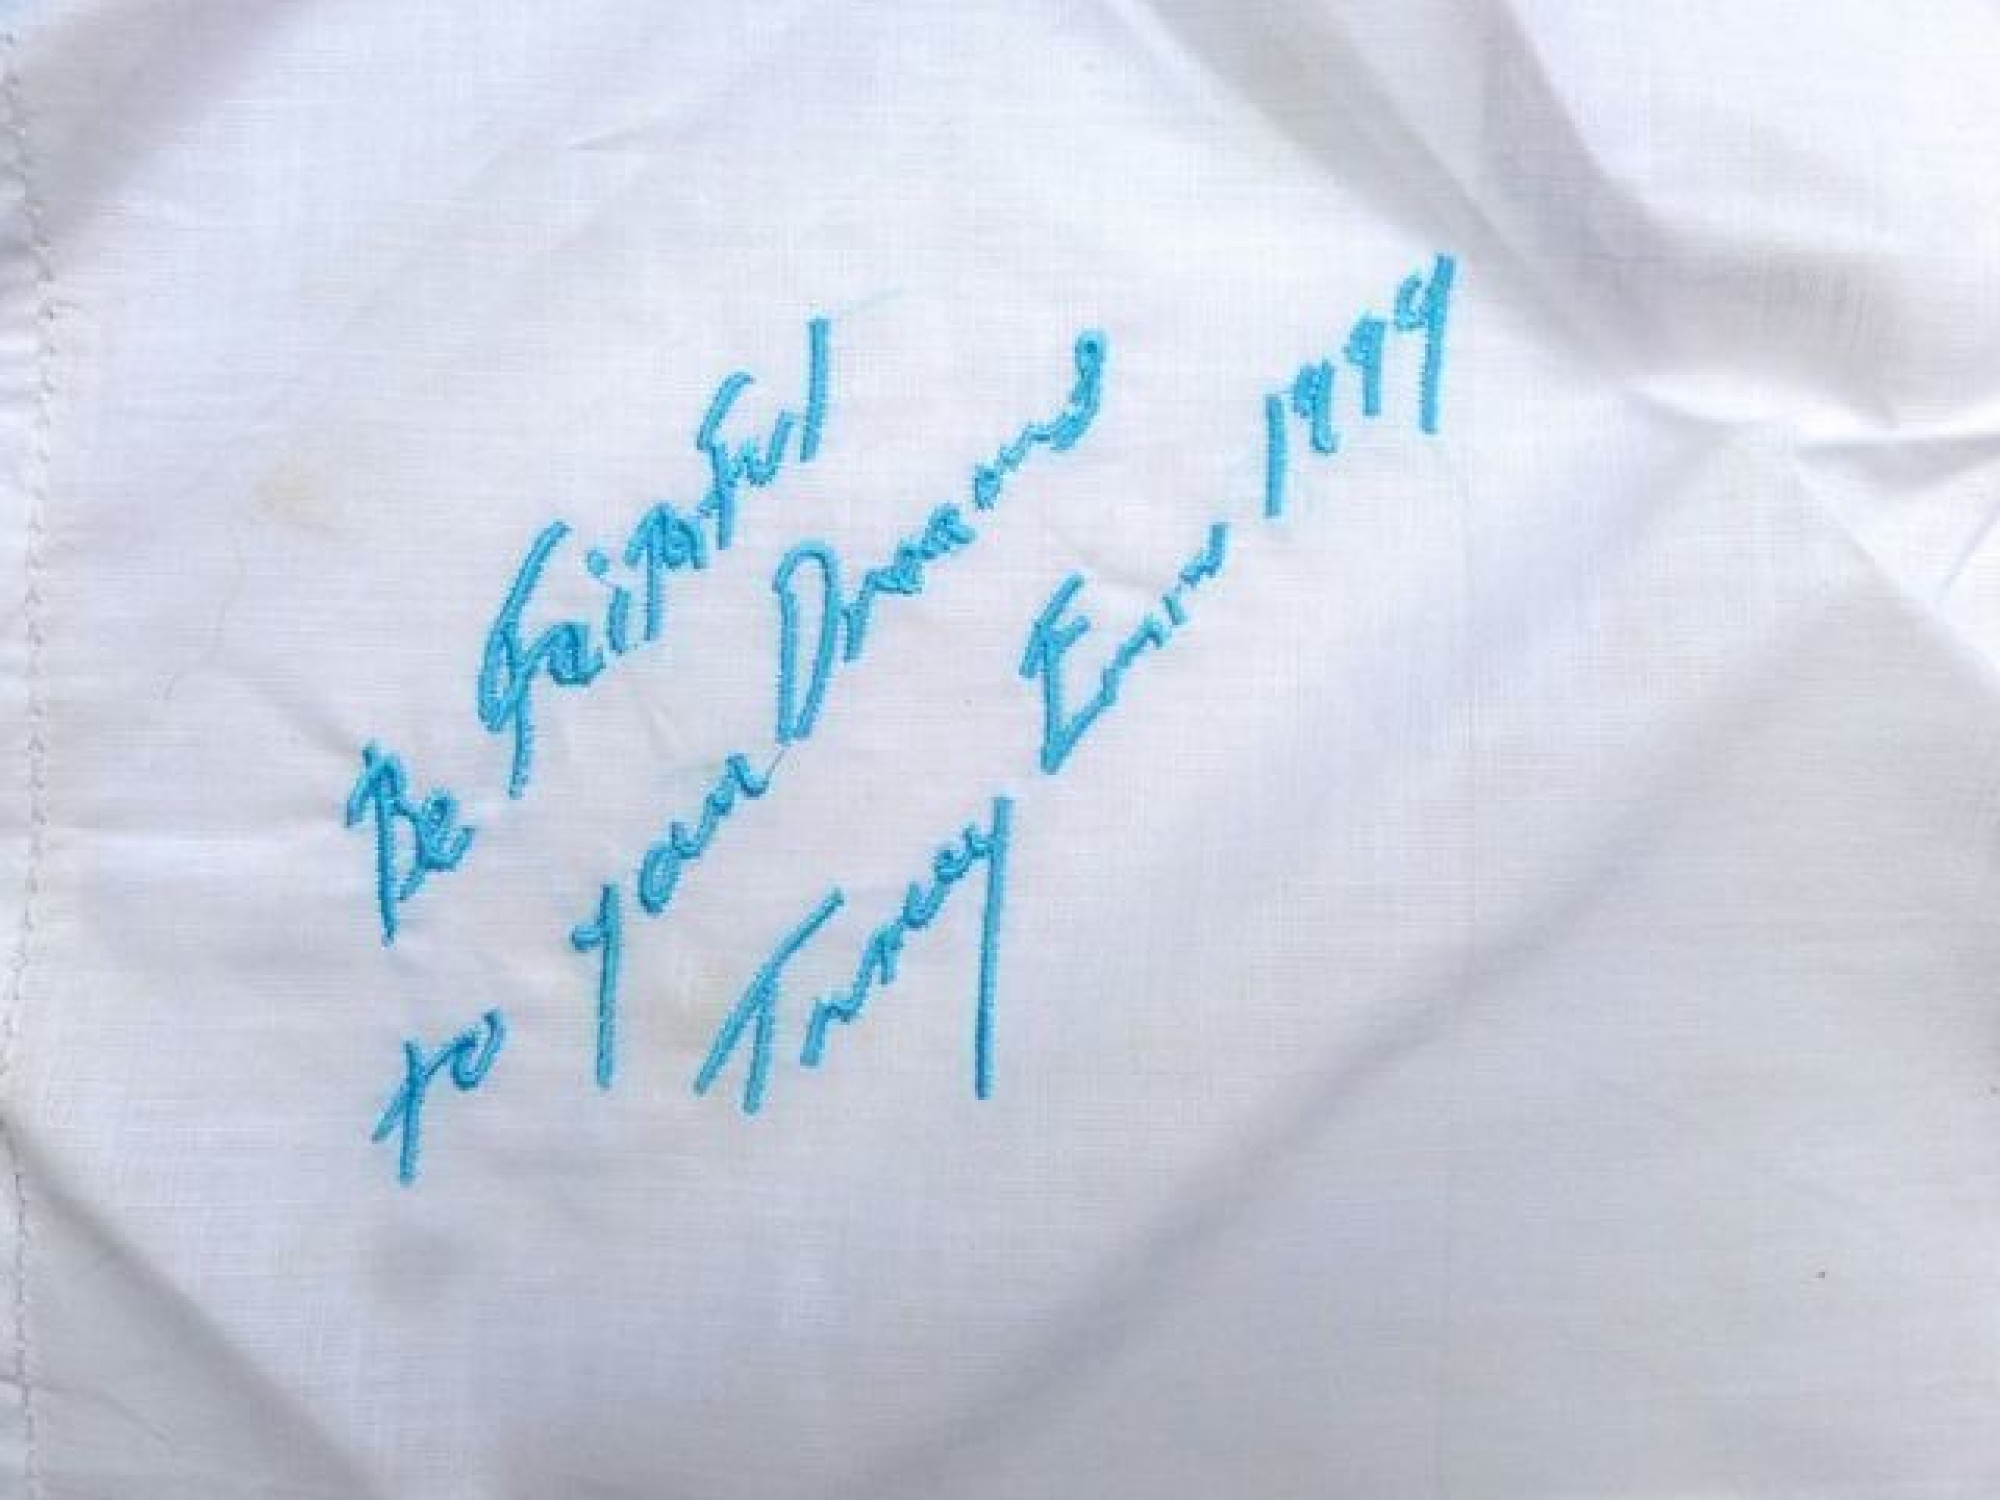 Be Faithful
to your Dreams
Tracey Emin 1999